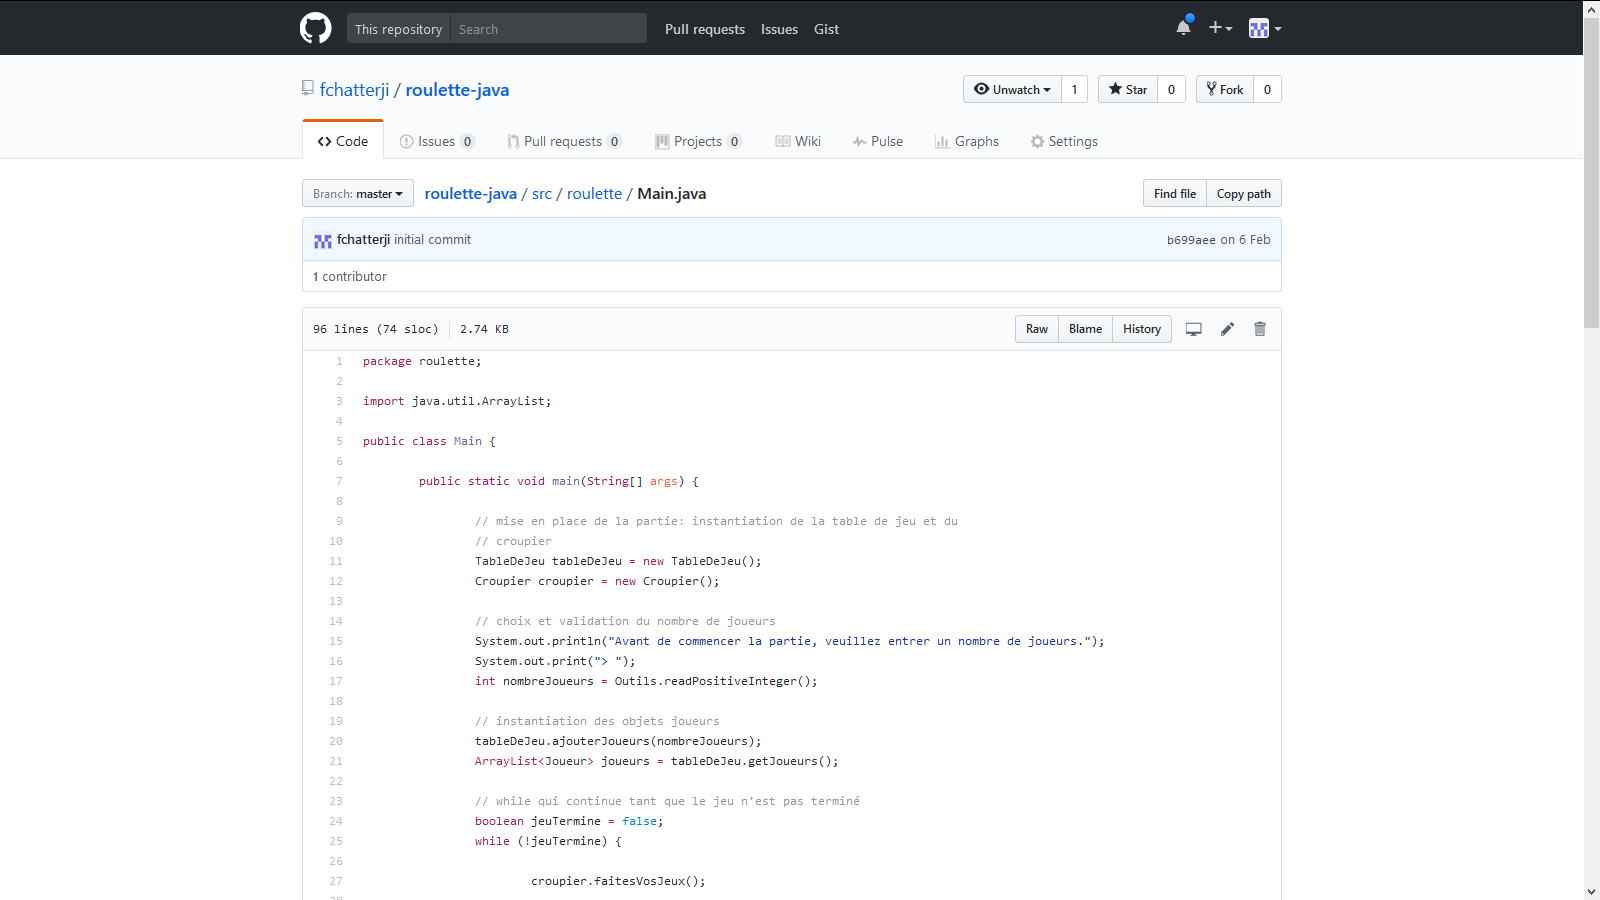 This repository Search Pull requests Issues Gist
fchatterji / roulette-java Unwatch 1 Star 0 Fork 0
Code Issues 0 Pull requests 0 Projects 0 Wiki Pulse Graphs Settings
Branch: master roulette-java / src / roulette / Main.java Find file Copy path
fchatterji initial commit b699aee on 6 Feb
1 contributor
96 lines (74 sloc) 2.74 KB Raw Blame History
1 package roulette;
2
3 import java.util.ArrayList;
4
5 public class Main {
6
7 public static void main(String[] args) {
8
9 // mise en place de la partie: instantiation de la table de jeu et du
10 // croupier
11 TableDeJeu tableDeJeu = new TableDeJeu();
12 Croupier croupier = new Croupier();
13
14 // choix et validation du nombre de joueurs
15 System.out.println("Avant de commencer la partie, veuillez entrer un nombre de joueurs.");
16 System.out.print("> ");
17 int nombreJoueurs = Outils.readPositiveInteger();
18
19 // instantiation des objets joueurs
20 tableDeJeu.ajouterJoueurs(nombreJoueurs);
21 ArrayList<Joueur> joueurs = tableDeJeu.getJoueurs();
22
23 // while qui continue tant que le jeu n'est pas terminé
24 boolean jeuTermine = false;
25 while (!jeuTermine) {
26
27 croupier.faitesVosJeux();